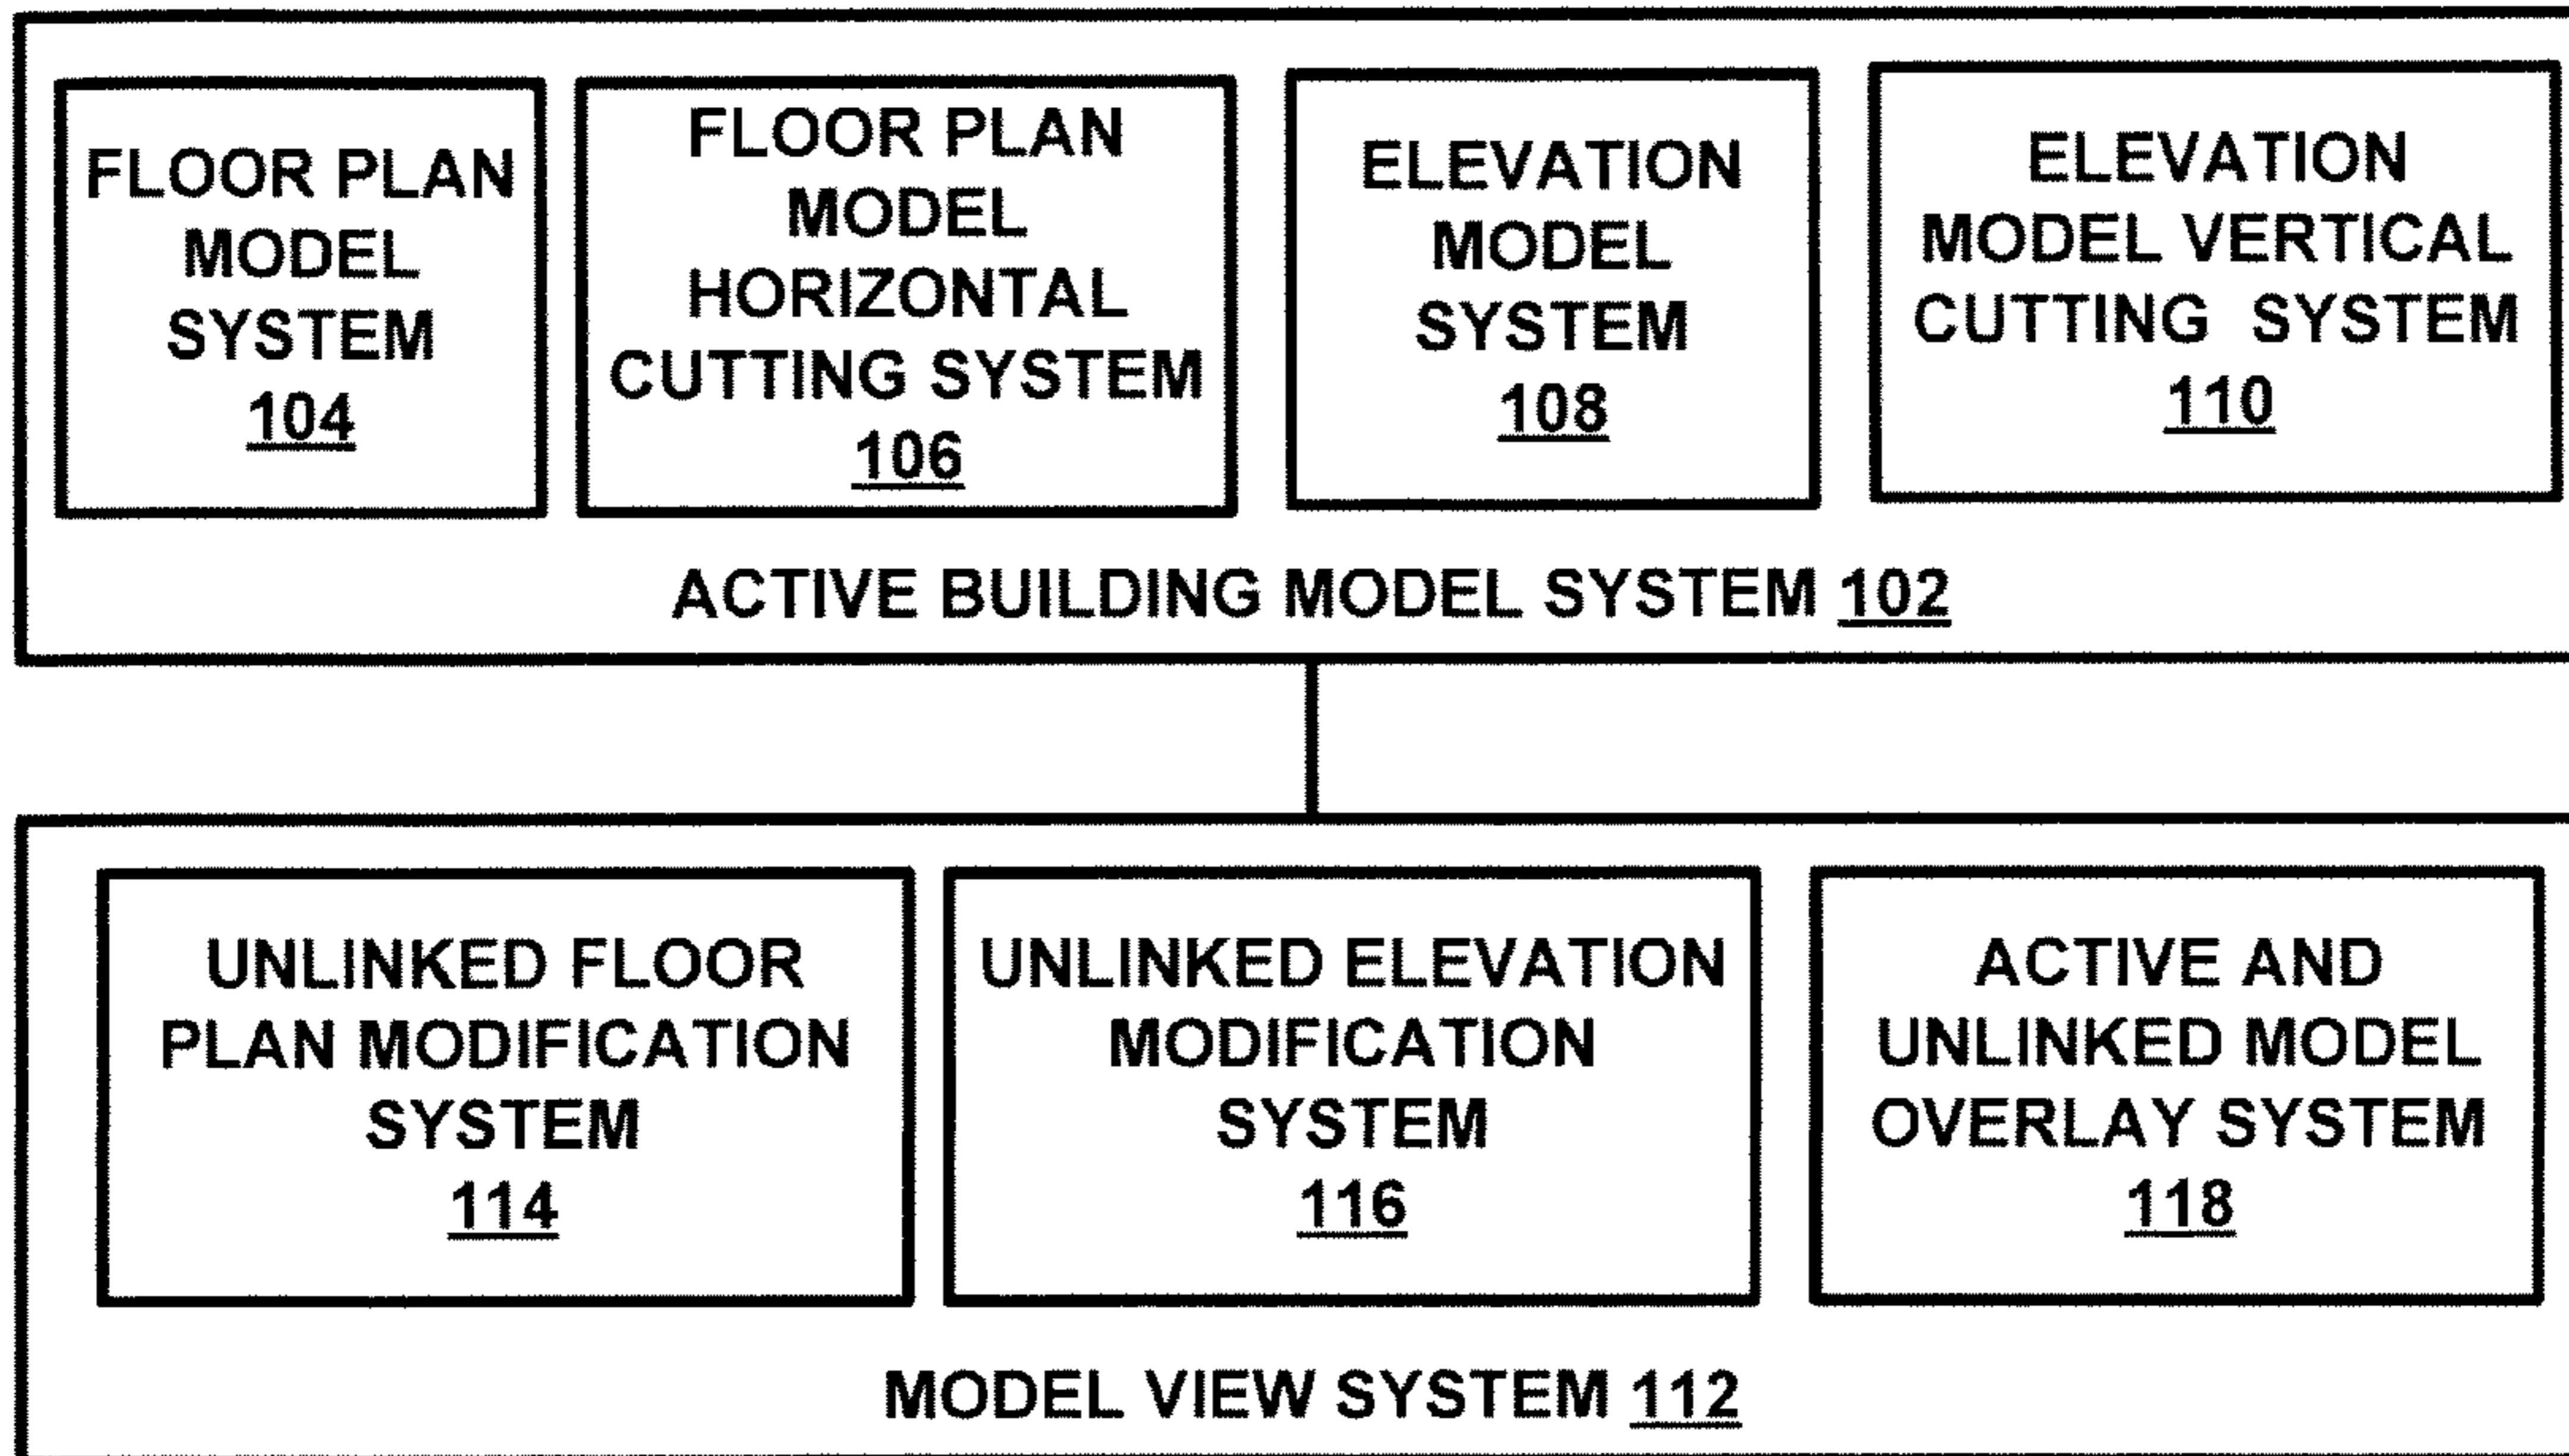 FLOOR PLAN
MODEL
SYSTEM
104
FLOOR PLAN
MODEL
HORIZONTAL
CUTTING SYSTEM
106
ELEVATION
MODEL
SYSTEM
108
ELEVATION
MODEL VERTICAL
CUTTING SYSTEM
110
ACTIVE BUILDING MODEL SYSTEM 102
UNLINKED FLOOR
PLAN MODIFICATION
SYSTEM
114
UNLINKED ELEVATION
MODIFICATION
SYSTEM
116
ACTIVE AND
UNLINKED MODEL
OVERLAY SYSTEM
118
MODEL VIEW SYSTEM 112